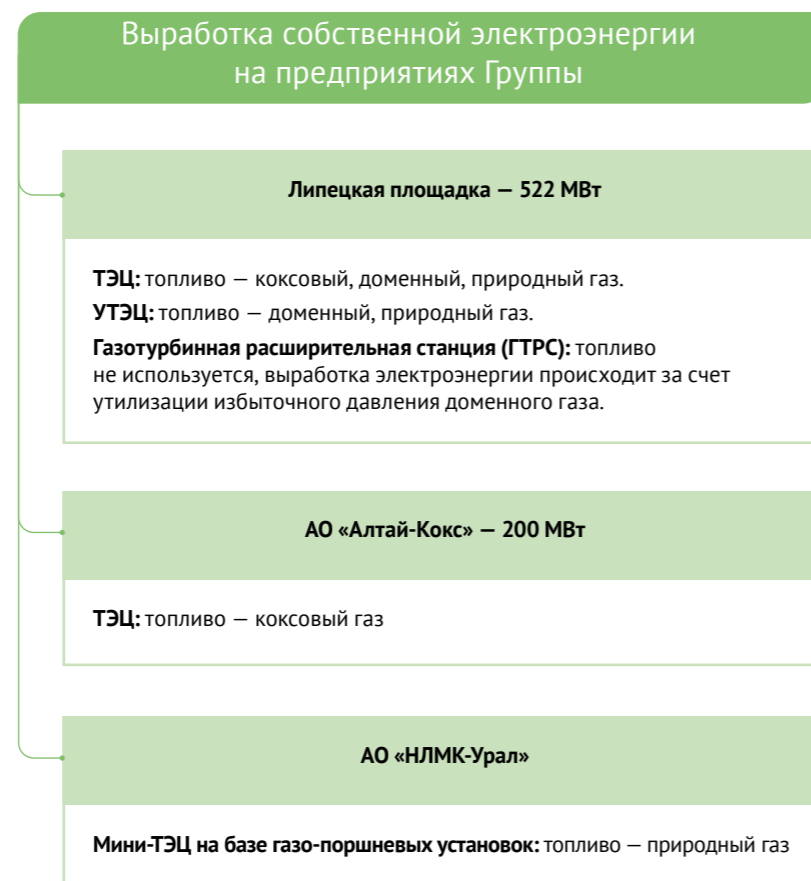 Выработка собственной электроэнергии
на предприятиях Группы
Липецкая площадка — 522 МВт
ТЭЦ: топливо — коксовый, доменный, природный газ.
УТЭЦ: топливо — доменный, природный газ.
Газотурбинная расширительная станция (ГТРС): топливо
не используется, выработка электроэнергии происходит за счет
утилизации избыточного давления доменного газа.
АО «Алтай-Кокс» — 200 МВт
ТЭЦ: топливо — коксовый газ
АО «НЛМК-Урал»
Мини-ТЭЦ на базе газо-поршневых установок: топливо — природный газ